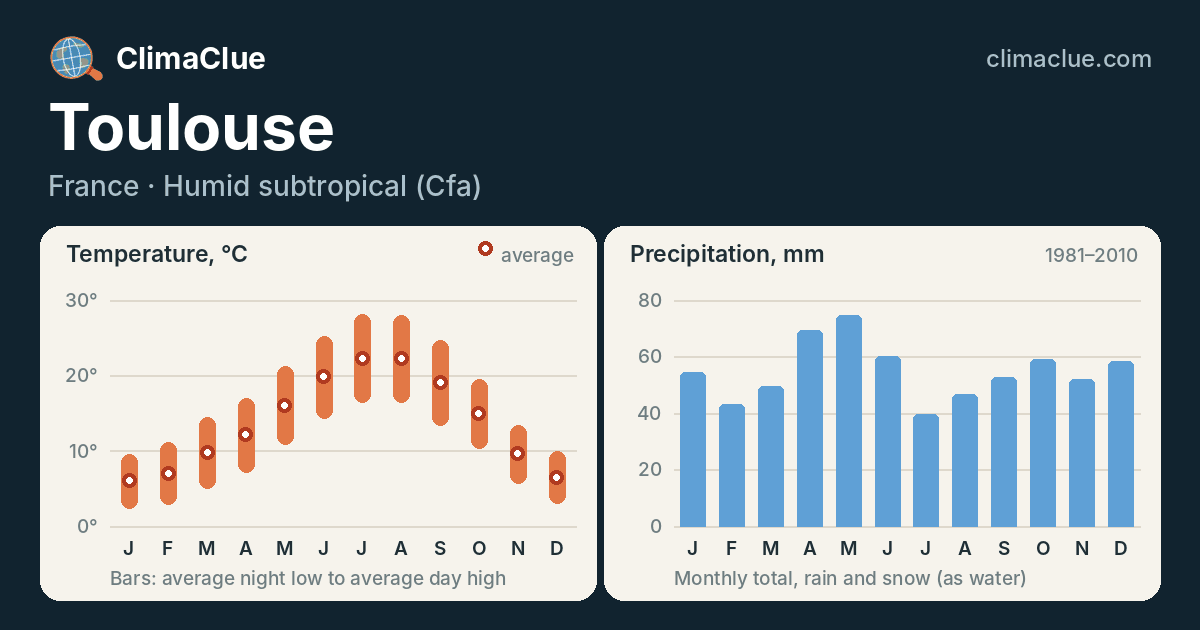 ClimaClue
climaclue.com
Toulouse
France · Humid subtropical (Cfa)
Temperature, °C
average
30°
20°
10°
0°
J F M A M J J A S O N D
Bars: average night low to average day high
Precipitation, mm
1981–2010
80
60
40
20
0
J F M A M J J A S O N D
Monthly total, rain and snow (as water)